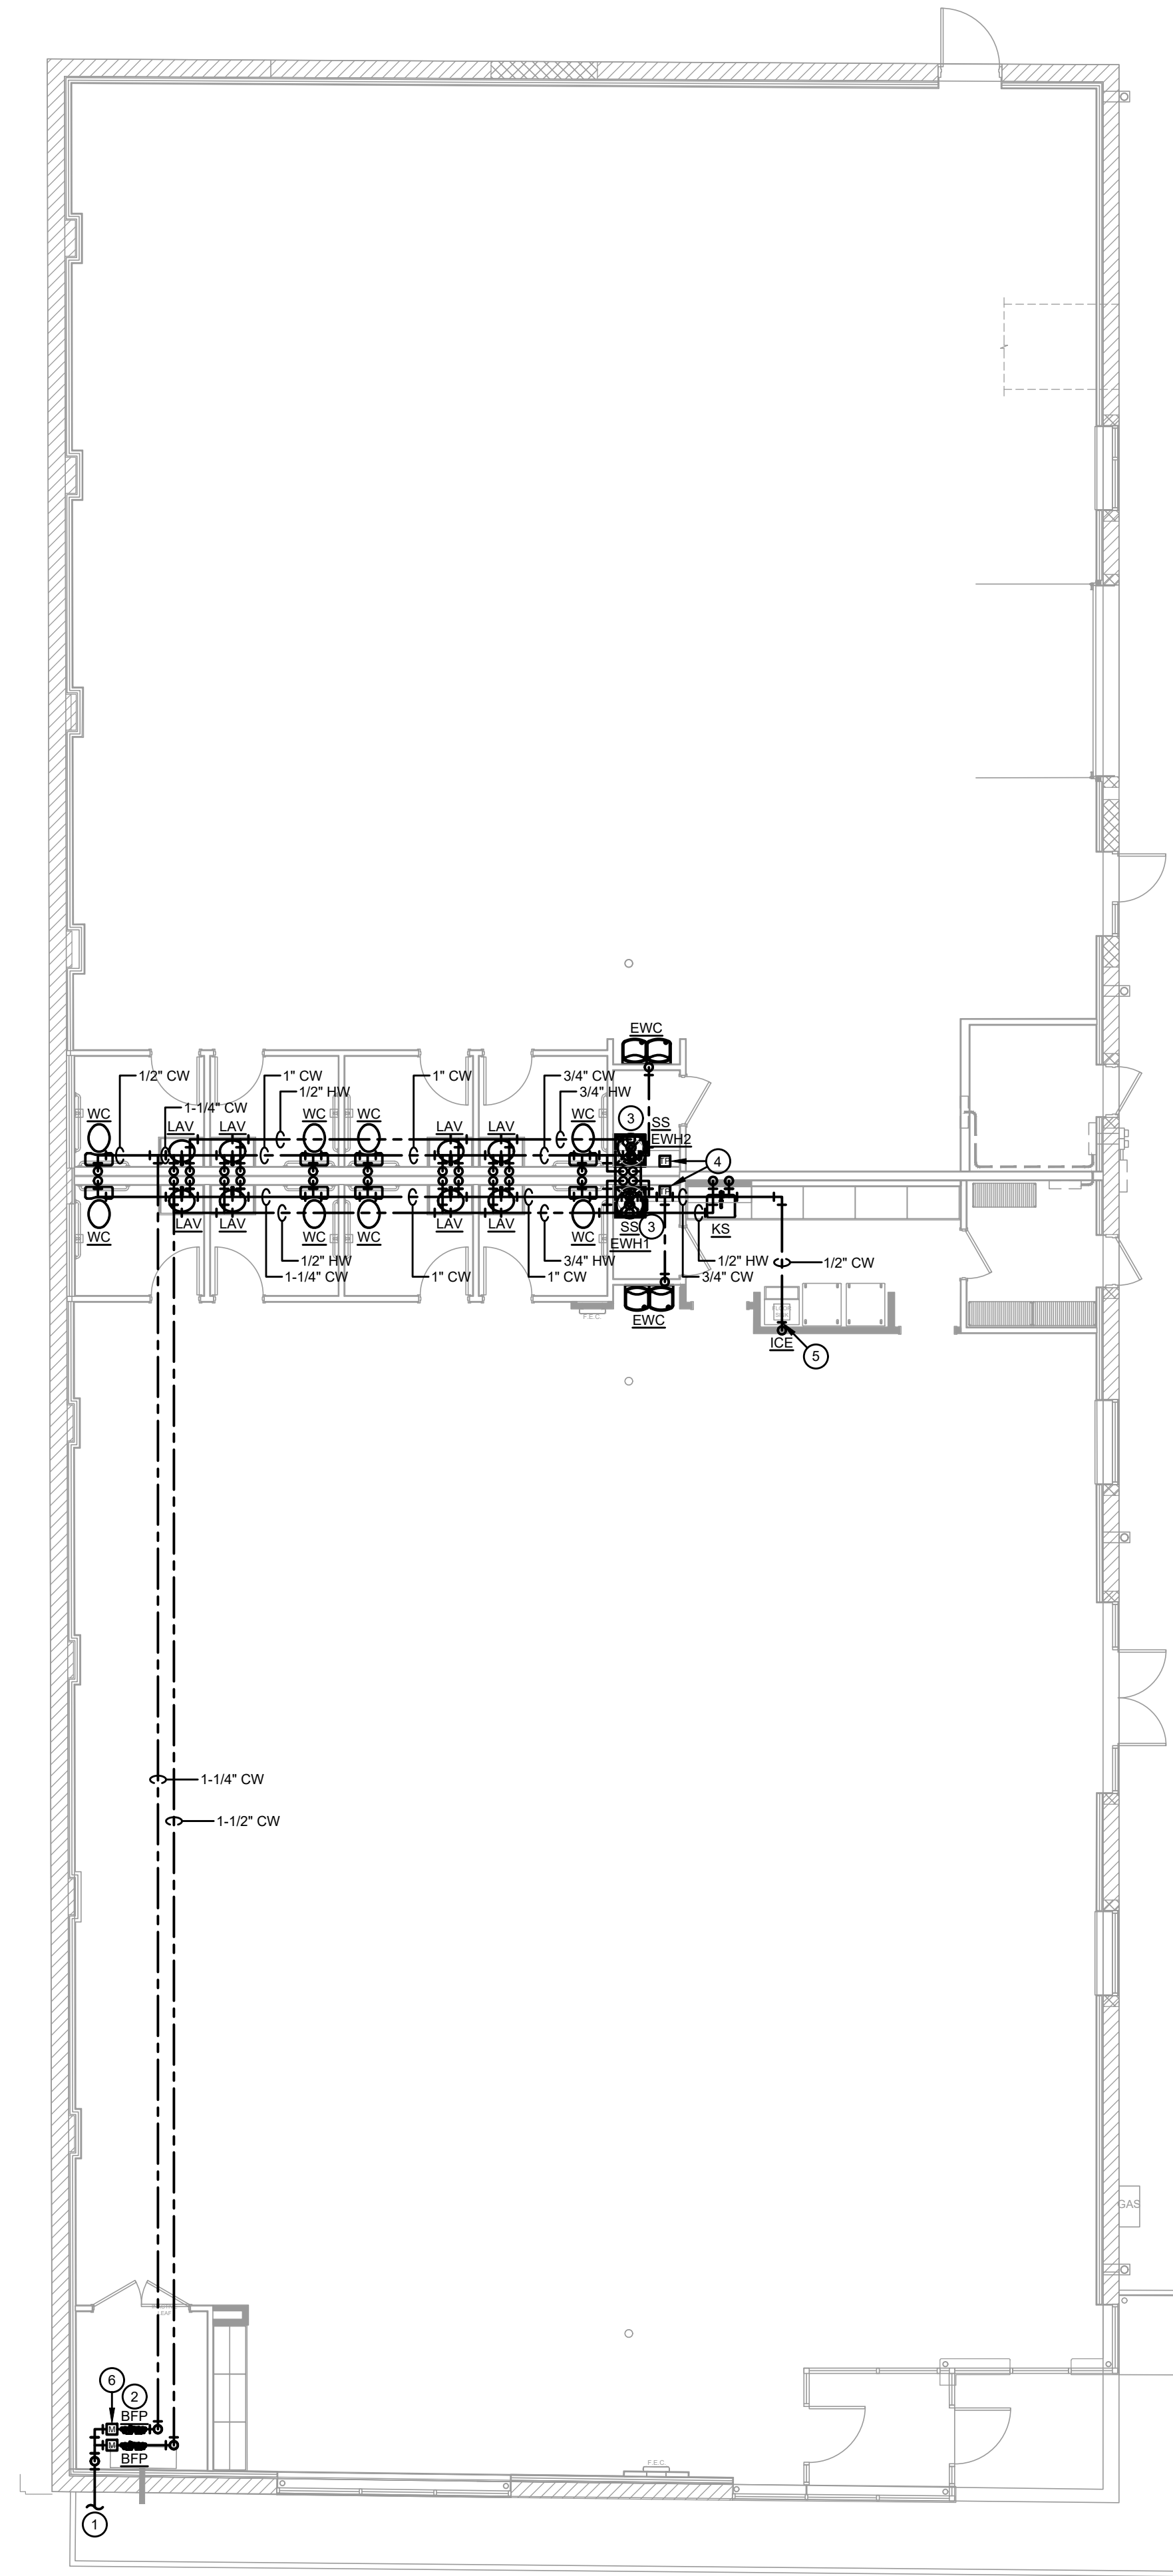 EWC
1/2" CW
1" CW
1" CW
3/4" CW
1/2" HW
3/4" HW
1-1/4" CW
WC
LAV
LAV
WC
WC
LAV
LAV
WC
3
SS
EWH2
4
WC
LAV
LAV
WC
WC
LAV
LAV
WC
SS
3
KS
EWH1
1/2" HW
3/4" HW
1/2" HW
1/2" CW
1-1/4" CW
1" CW
1" CW
3/4" CW
F.E.C.
EWC
ICE
5
1-1/4" CW
1-1/2" CW
GAS
6
2
BFP
M
M
BFP
F.E.C.
1